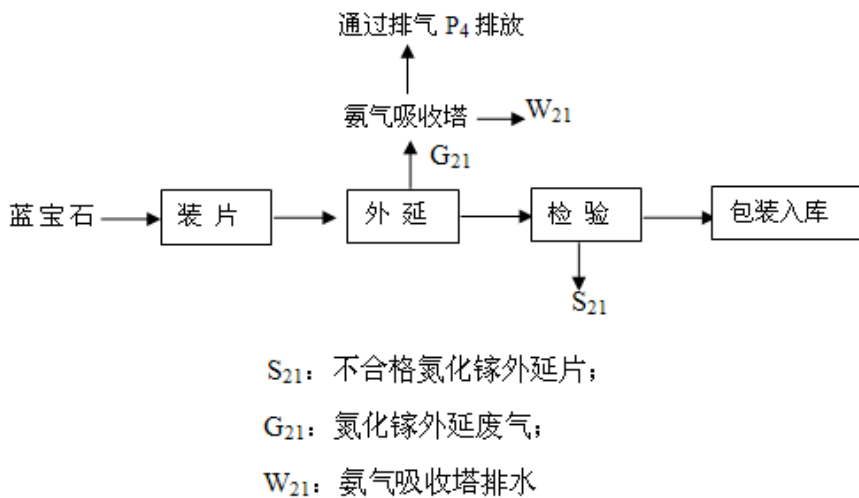 通过排气 P4 排放
氨气吸收塔
W21
G21
蓝宝石
装 片
外 延
检 验
包装入库
S21
S21：不合格氮化镓外延片；
G21：氮化镓外延废气；
W21：氨气吸收塔排水